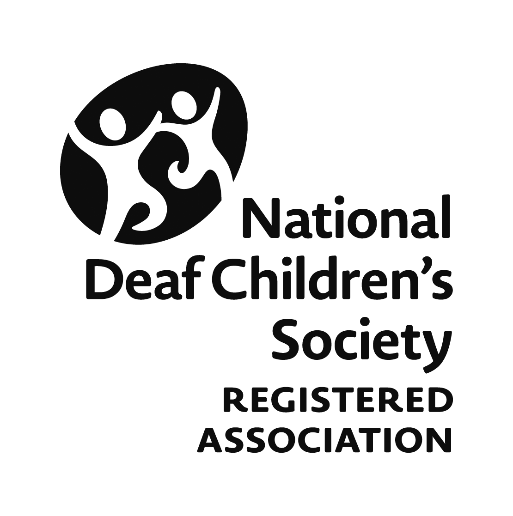 National
Deaf Children’s
Society
REGISTERED
ASSOCIATION